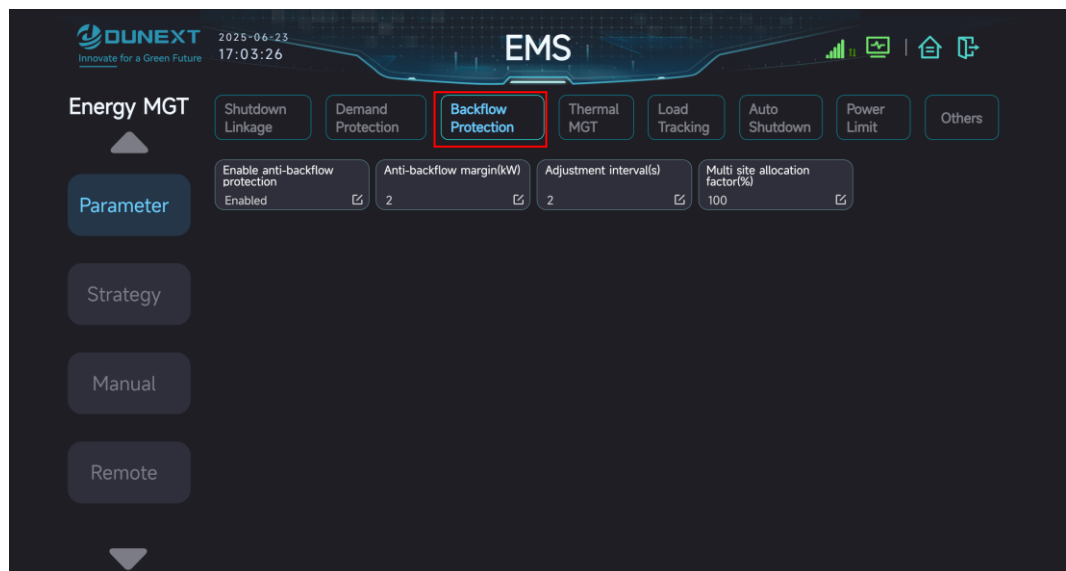 DUNEXT
Innovate for a Green Future
2025-06-23
17:03:26
EMS
11
Energy MGT
Shutdown
Linkage
Demand
Protection
Backflow
Protection
Thermal
MGT
Load
Tracking
Auto
Shutdown
Power
Limit
Others
Enable anti-backflow
protection
Enabled
Anti-backflow margin(kW)
2
Adjustment interval(s)
2
Multi site allocation
factor(%)
100
Parameter
Strategy
Manual
Remote